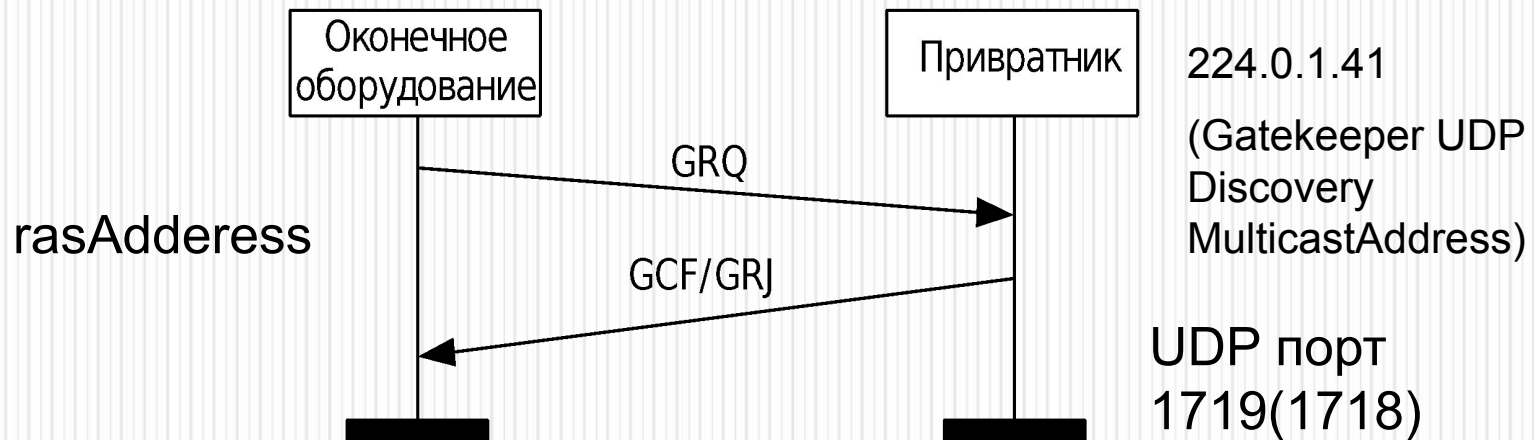 Оконечное
оборудование
Привратник
224.0.1.41
(Gatekeeper UDP
Discovery
MulticastAddress)
GRQ
rasAdderess
GCF/GRJ
UDP порт
1719(1718)